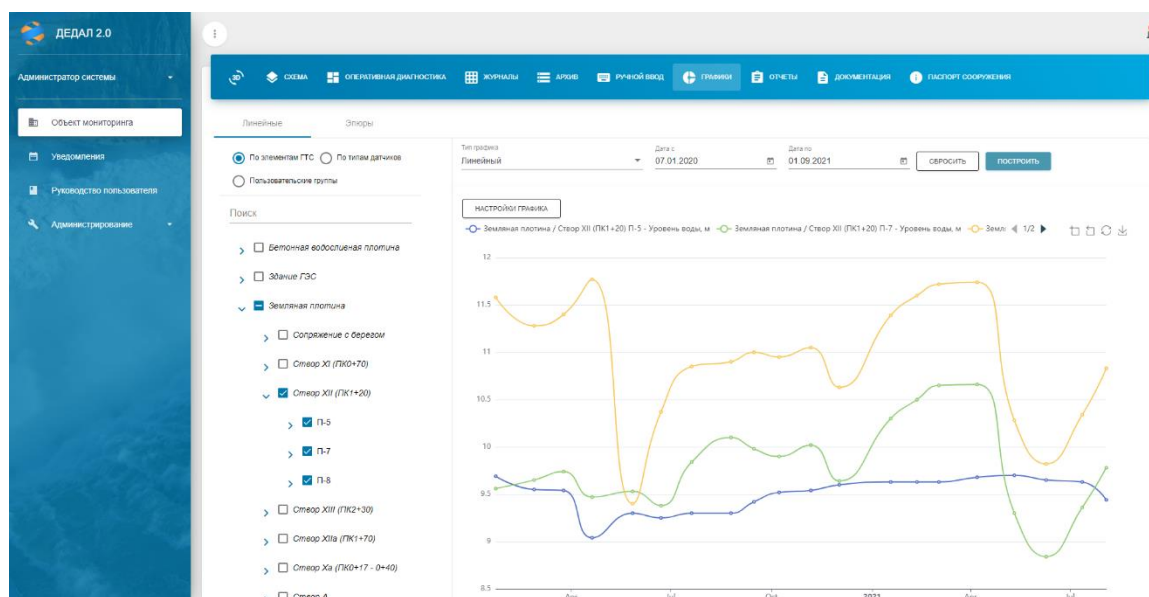 ДЕДАЛ 2.0
Администратор системы
Объект мониторинга
Уведомления
Руководство пользователя
Администрирование
3D СХЕМА ОПЕРАТИВНАЯ ДИАГНОСТИКА ЖУРНАЛЫ АРХИВ РУЧНОЙ ВВОД ГРАФИКИ ОТЧЕТЫ ДОКУМЕНТАЦИЯ ПАСПОРТ СООРУЖЕНИЯ
Линейные Эпюры
По элементам ГТС По типам датчиков
Пользовательские группы
Поиск
Бетонная водосливная плотина
Здание ГЭС
Земляная плотина
Сопряжение с берегом
Створ XI (ПК0+70)
Створ XII (ПК1+20)
П-5
П-7
П-8
Створ XIII (ПК2+30)
Створ XIIa (ПК1+70)
Створ Xa (ПК0+17 - 0+40)
Створ А
Тип графика Дата с Дата по
Линейный 07.01.2020 01.09.2021 СБРОСИТЬ ПОСТРОИТЬ
НАСТРОЙКИ ГРАФИКА
Земляная плотина / Створ XII (ПК1+20) П-5 - Уровень воды, м Земляная плотина / Створ XII (ПК1+20) П-7 - Уровень воды, м Земл 1/2
12
11.5
11
10.5
10
9.5
9
8.5
Apr Jul Oct 2021 Apr Jul